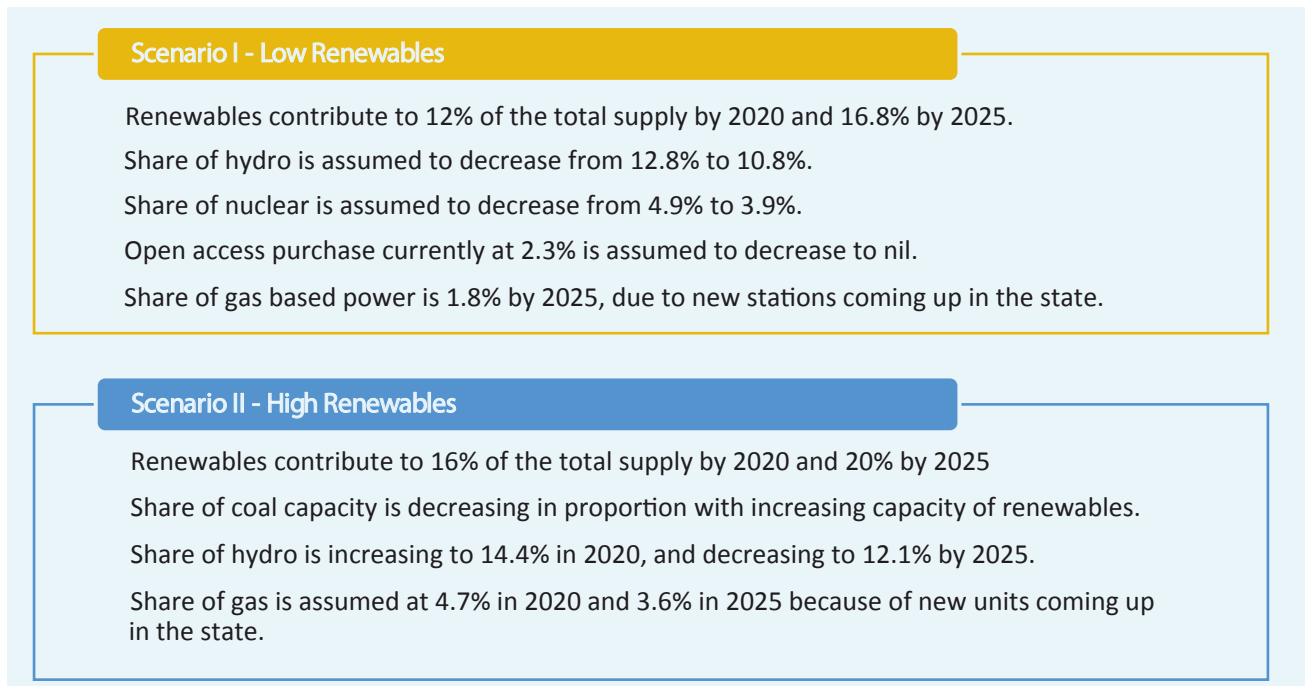 Scenario I - Low Renewables
Renewables contribute to 12% of the total supply by 2020 and 16.8% by 2025.
Share of hydro is assumed to decrease from 12.8% to 10.8%.
Share of nuclear is assumed to decrease from 4.9% to 3.9%.
Open access purchase currently at 2.3% is assumed to decrease to nil.
Share of gas based power is 1.8% by 2025, due to new stations coming up in the state.
Scenario II - High Renewables
Renewables contribute to 16% of the total supply by 2020 and 20% by 2025
Share of coal capacity is decreasing in proportion with increasing capacity of renewables.
Share of hydro is increasing to 14.4% in 2020, and decreasing to 12.1% by 2025.
Share of gas is assumed at 4.7% in 2020 and 3.6% in 2025 because of new units coming up
in the state.